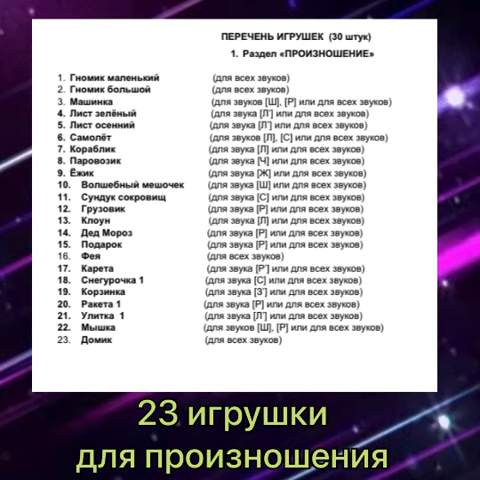 ПЕРЕЧЕНЬ ИГРУШЕК (30 штук)
1. Раздел «ПРОИЗНОШЕНИЕ»
1. Гномик маленький (для всех звуков)
2. Гномик большой (для всех звуков)
3. Машинка (для звуков [Ш], [Р] или для всех звуков)
4. Лист зелёный (для звука [Л'] или для всех звуков)
5. Лист осенний (для звука [Л'] или для всех звуков)
6. Самолёт (для звуков [Л], [С] или для всех звуков)
7. Кораблик (для звука [Л] или для всех звуков)
8. Паровозик (для звука [Ч] или для всех звуков)
9. Ёжик (для звука [Ж] или для всех звуков)
10. Волшебный мешочек (для звука [Ш] или для всех звуков)
11. Сундук сокровищ (для звука [С] или для всех звуков)
12. Грузовик (для звука [Р] или для всех звуков)
13. Клоун (для звука [Л] или для всех звуков)
14. Дед Мороз (для звука [Р] или для всех звуков)
15. Подарок (для звука [Р] или для всех звуков)
16. Фея (для всех звуков)
17. Карета (для звука [Р'] или для всех звуков)
18. Снегурочка 1 (для звука [С] или для всех звуков)
19. Корзинка (для звука [З'] или для всех звуков)
20. Ракета 1 (для звука [Р] или для всех звуков)
21. Улитка 1 (для звука [Л'] или для всех звуков)
22. Мышка (для звуков [Ш], [Р] или для всех звуков)
23. Домик (для всех звуков)
23 игрушки
для произношения